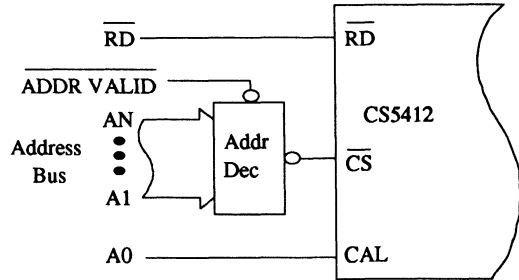 RD
RD
ADDR VALID
AN
Address
Bus
A1
Addr
Dec
CS5412
CS
A0
CAL